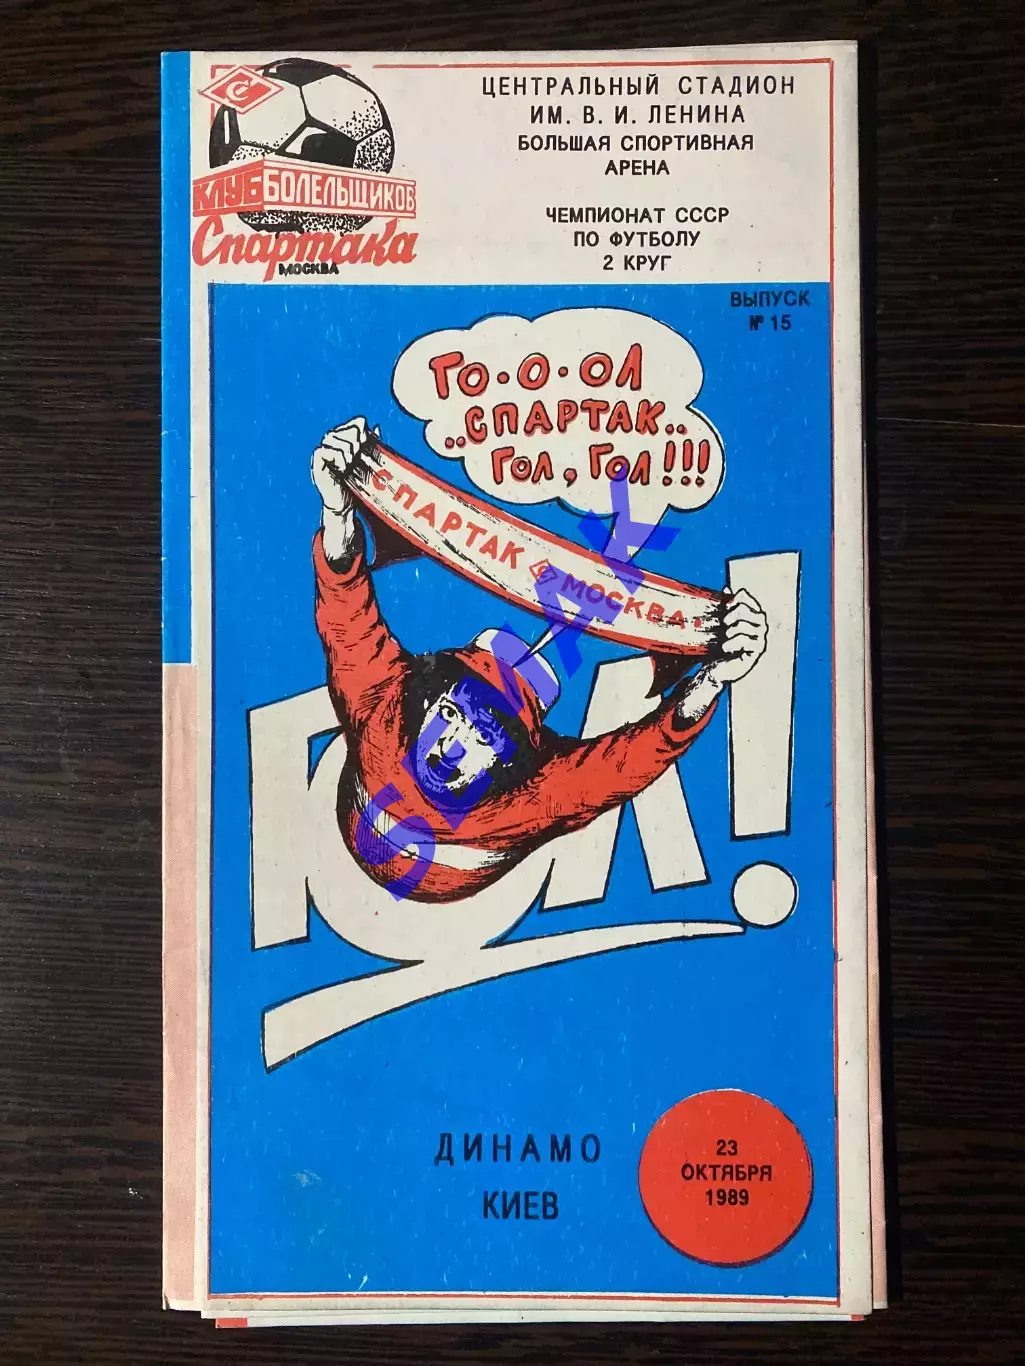 ЦЕНТРАЛЬНЫЙ СТАДИОН
ИМ. В. И. ЛЕНИНА
БОЛЬШАЯ СПОРТИВНАЯ
АРЕНА
ЧЕМПИОНАТ СССР
ПО ФУТБОЛУ
2 КРУГ
С
КЛУБ БОЛЕЛЬЩИКОВ
Спартака
МОСКВА
ВЫПУСК
№ 15
ГО-О-ОЛ
„СПАРТАК„
ГОЛ, ГОЛ!!!
СПАРТАК С МОСКВА
ГОЛ!
SEMAK
ДИНАМО
КИЕВ
23
ОКТЯБРЯ
1989